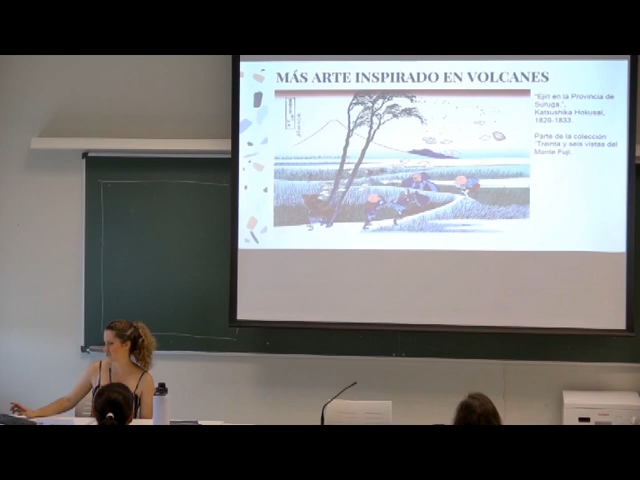 MÁS ARTE INSPIRADO EN VOLCANES
"Ejiri en la Provincia de
Suruga.",
Katsushika Hokusai,
1829-1833.
Parte de la colección
"Treinta y seis vistas del
Monte Fuji.